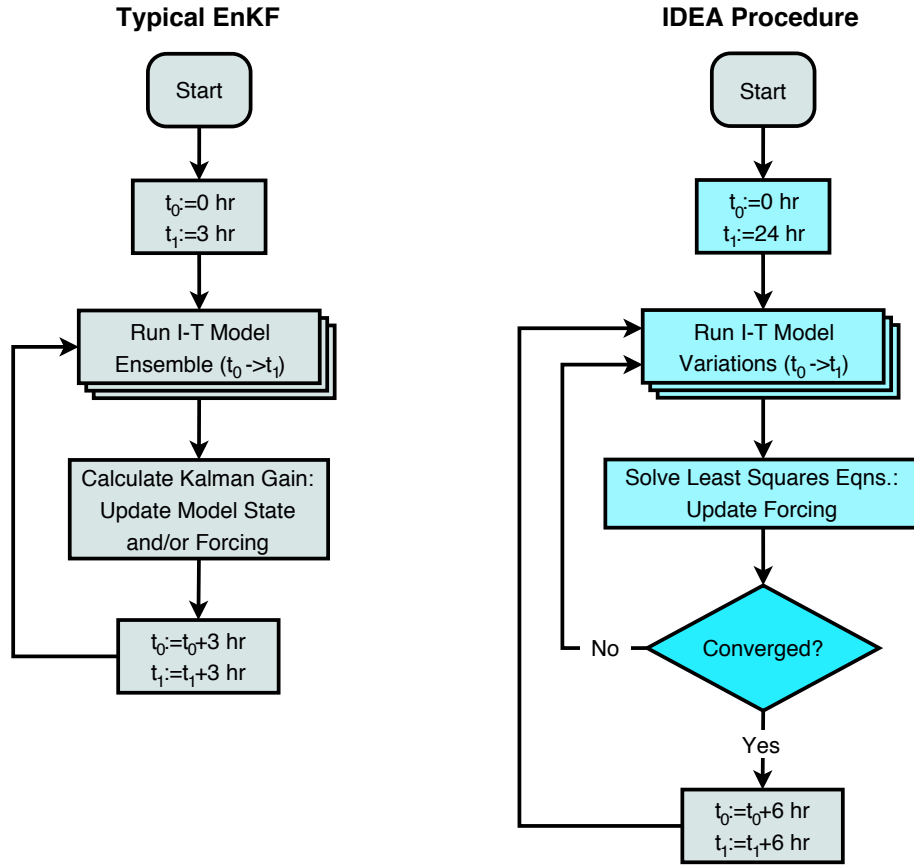 Typical EnKF
Start
t₀:=0 hr
t₁:=3 hr
Run I-T Model
Ensemble (t₀ ->t₁)
Calculate Kalman Gain:
Update Model State
and/or Forcing
t₀:=t₀+3 hr
t₁:=t₁+3 hr
IDEA Procedure
Start
t₀:=0 hr
t₁:=24 hr
Run I-T Model
Variations (t₀ ->t₁)
Solve Least Squares Eqns.:
Update Forcing
Converged?
No
Yes
t₀:=t₀+6 hr
t₁:=t₁+6 hr